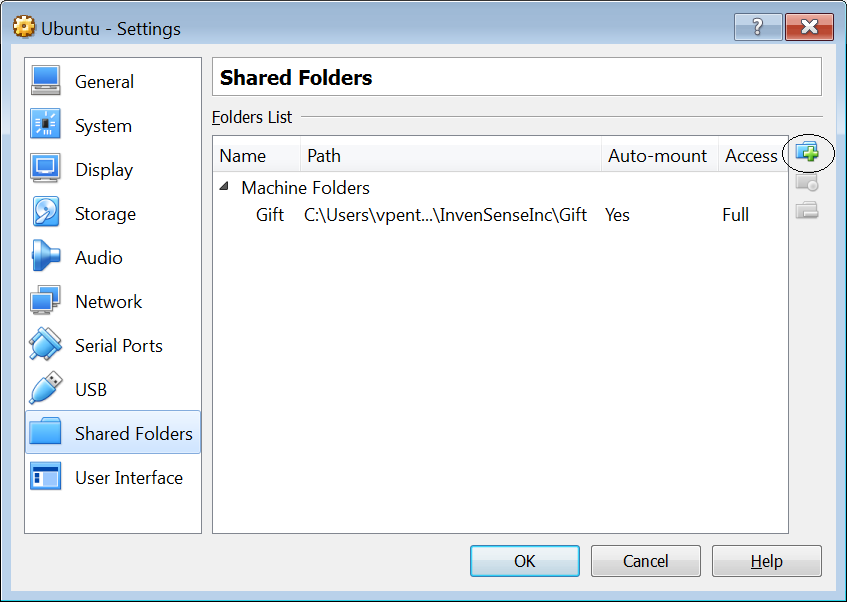 Ubuntu - Settings
?
General
System
Display
Storage
Audio
Network
Serial Ports
USB
Shared Folders
User Interface
Shared Folders
Folders List
Name Path Auto-mount Access
Machine Folders
Gift C:\Users\vpent...\InvenSenseInc\Gift Yes Full
OK Cancel Help